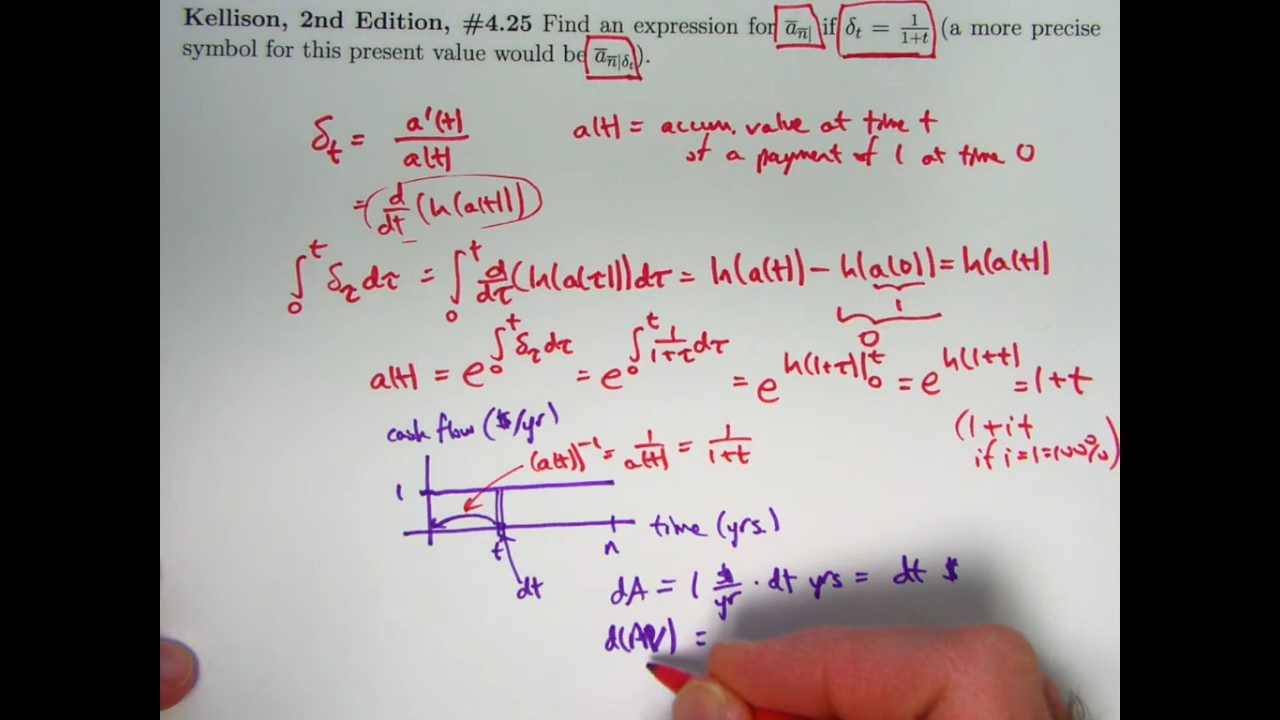 Kellison, 2nd Edition, #4.25 Find an expression for a̅n̅| if δt = 1/(1+t) (a more precise
symbol for this present value would be a̅n̅|δt).
δt = a'(t)/a(t)
a(t) = accum. value at time t
of a payment of 1 at time 0
= d/dt (ln(a(t)))
∫₀ᵗ δτ dτ = ∫₀ᵗ d/dτ (ln(a(τ))) dτ = ln(a(t)) - ln(a(0)) = ln(a(t))
1
0
a(t) = e^(∫₀ᵗ δτ dτ) = e^(∫₀ᵗ 1/(1+τ) dτ) = e^(ln(1+τ)|₀ᵗ) = e^(ln(1+t)) = 1+t
(1+it
if i=1=100%)
cash flow ($/yr)
(a(t))⁻¹ = 1/a(t) = 1/(1+t)
1
time (yrs.)
t
n
dt
dA = 1 $/yr · dt yrs = dt $
d(PV) =